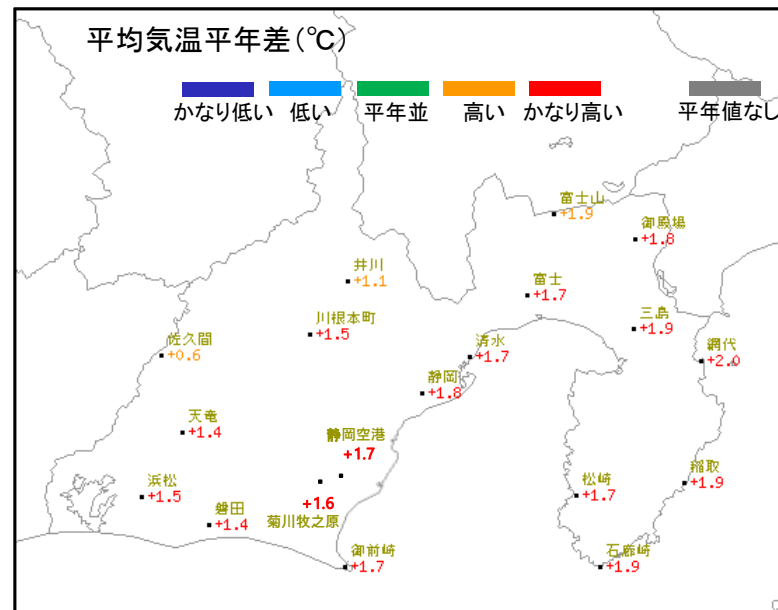 平均気温平年差(℃)
かなり低い 低い 平年並 高い かなり高い 平年値なし
富士山
+1.9
御殿場
+1.8
井川
+1.1
富士
+1.7
川根本町
+1.5
三島
+1.9
佐久間
+0.6
清水
+1.7
網代
+2.0
静岡
+1.8
天竜
+1.4
静岡空港
+1.7
浜松
+1.5
+1.6
菊川牧之原
松崎
+1.7
稲取
+1.9
磐田
+1.4
御前崎
+1.7
石廊崎
+1.9